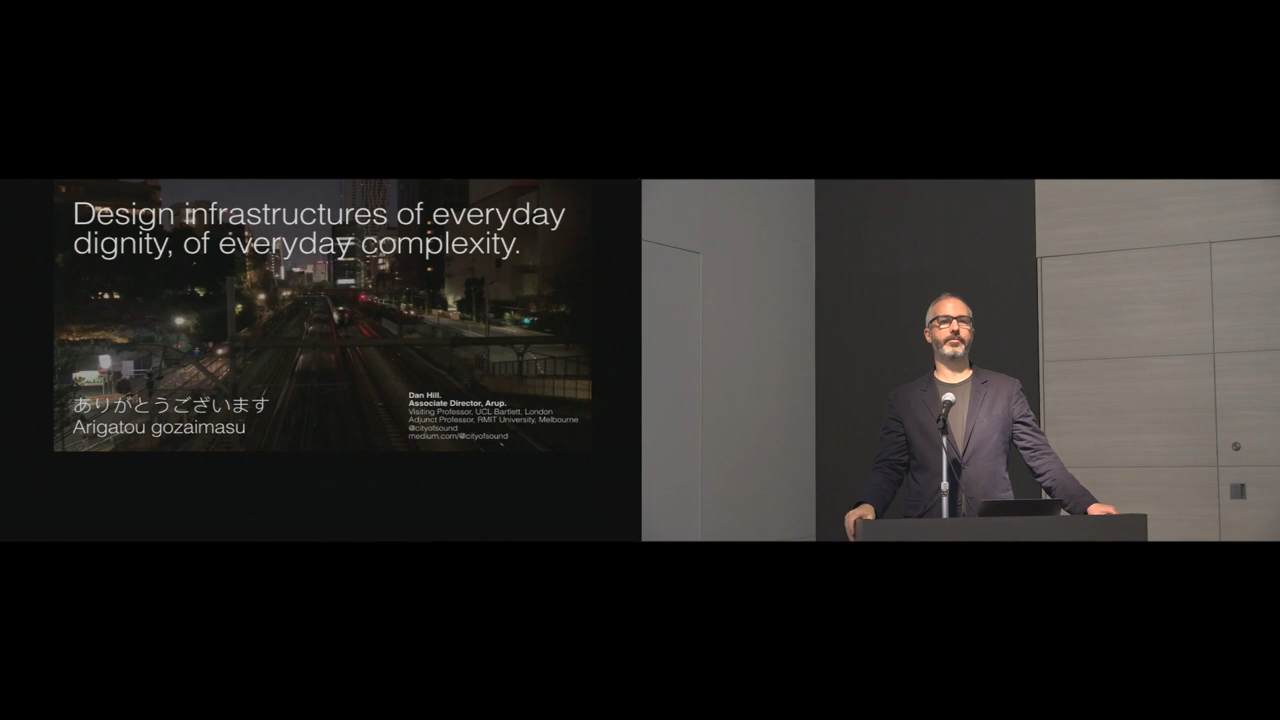 Design infrastructures of everyday
dignity, of everyday complexity.
ありがとうございます
Arigatou gozaimasu
Dan Hill.
Associate Director, Arup.
Visiting Professor, UCL Bartlett, London
Adjunct Professor, RMIT University, Melbourne
@cityofsound
medium.com/@cityofsound